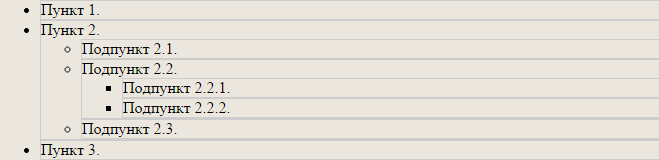 Пункт 1.
Пункт 2.
Подпункт 2.1.
Подпункт 2.2.
Подпункт 2.2.1.
Подпункт 2.2.2.
Подпункт 2.3.
Пункт 3.